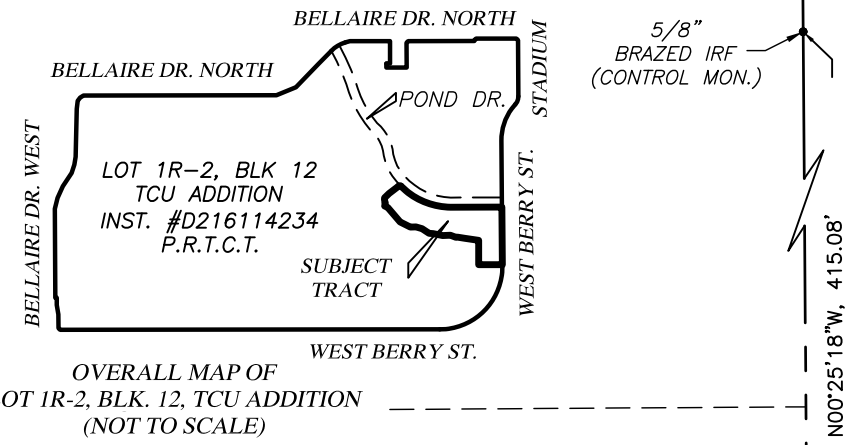 BELLAIRE DR. NORTH
BELLAIRE DR. NORTH
STADIUM
5/8"
BRAZED IRF
(CONTROL MON.)
POND DR.
BELLAIRE DR. WEST
LOT 1R-2, BLK 12
TCU ADDITION
INST. #D216114234
P.R.T.C.T.
WEST BERRY ST.
SUBJECT
TRACT
N00°25'18"W, 415.08'
WEST BERRY ST.
OVERALL MAP OF
OT 1R-2, BLK. 12, TCU ADDITION
(NOT TO SCALE)